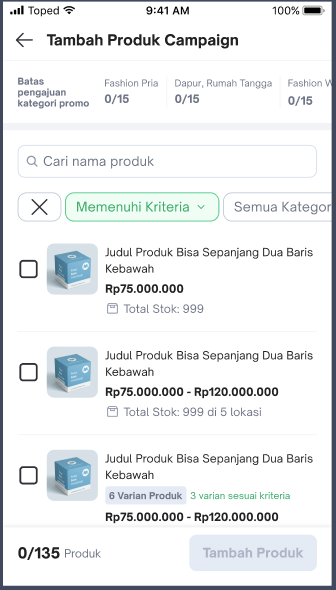 Toped 9:41 AM 100%
Tambah Produk Campaign
Batas pengajuan kategori promo
Fashion Pria
0/15
Dapur, Rumah Tangga
0/15
Fashion W
0/15
Cari nama produk
Memenuhi Kriteria
Semua Kategor
Judul Produk Bisa Sepanjang Dua Baris
Kebawah
Rp75.000.000
Total Stok: 999
Judul Produk Bisa Sepanjang Dua Baris
Kebawah
Rp75.000.000 - Rp120.000.000
Total Stok: 999 di 5 lokasi
Judul Produk Bisa Sepanjang Dua Baris
Kebawah
6 Varian Produk 3 varian sesuai kriteria
Rp75.000.000 - Rp120.000.000
0/135 Produk
Tambah Produk